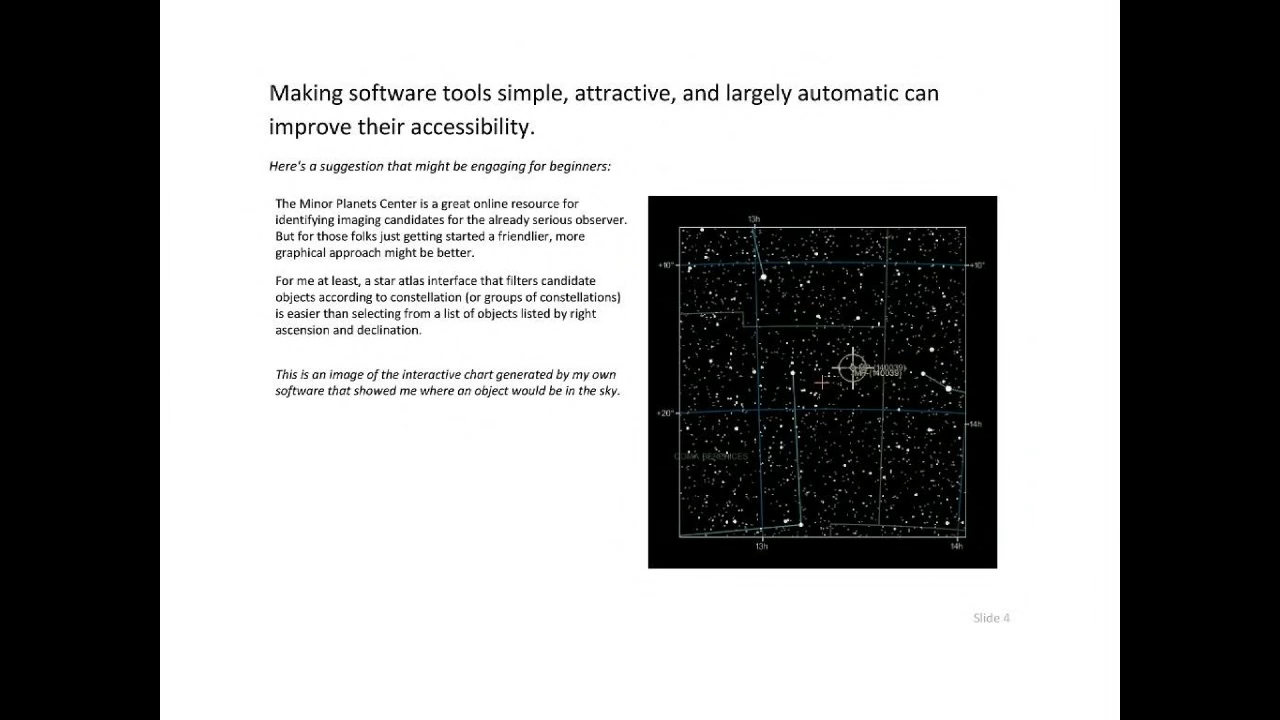 Making software tools simple, attractive, and largely automatic can
improve their accessibility.
Here's a suggestion that might be engaging for beginners:
The Minor Planets Center is a great online resource for
identifying imaging candidates for the already serious observer.
But for those folks just getting started a friendlier, more
graphical approach might be better.
For me at least, a star atlas interface that filters candidate
objects according to constellation (or groups of constellations)
is easier than selecting from a list of objects listed by right
ascension and declination.
This is an image of the interactive chart generated by my own
software that showed me where an object would be in the sky.
13h
+10°
+10°
(140039)
+20°
14h
COMA BERENICES
13h
14h
Slide 4